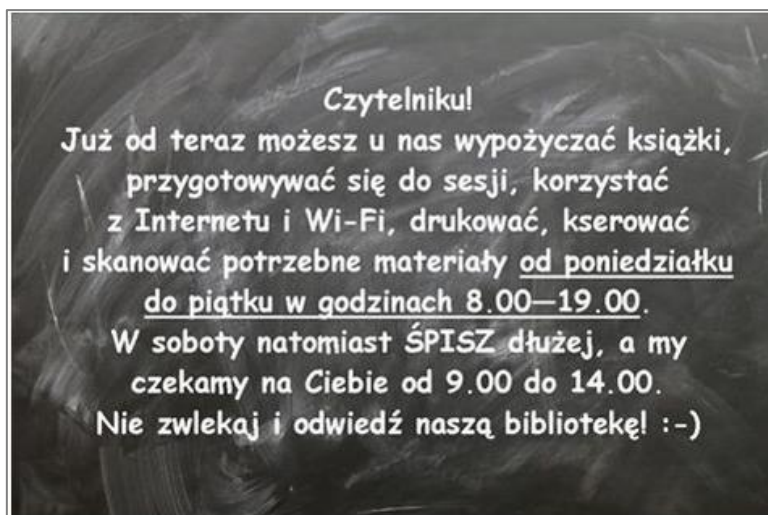 Czytelniku!
Już od teraz możesz u nas wypożyczać książki,
przygotowywać się do sesji, korzystać
z Internetu i Wi-Fi, drukować, kserować
i skanować potrzebne materiały od poniedziałku
do piątku w godzinach 8.00—19.00.
W soboty natomiast ŚPISZ dłużej, a my
czekamy na Ciebie od 9.00 do 14.00.
Nie zwlekaj i odwiedź naszą bibliotekę! :-)